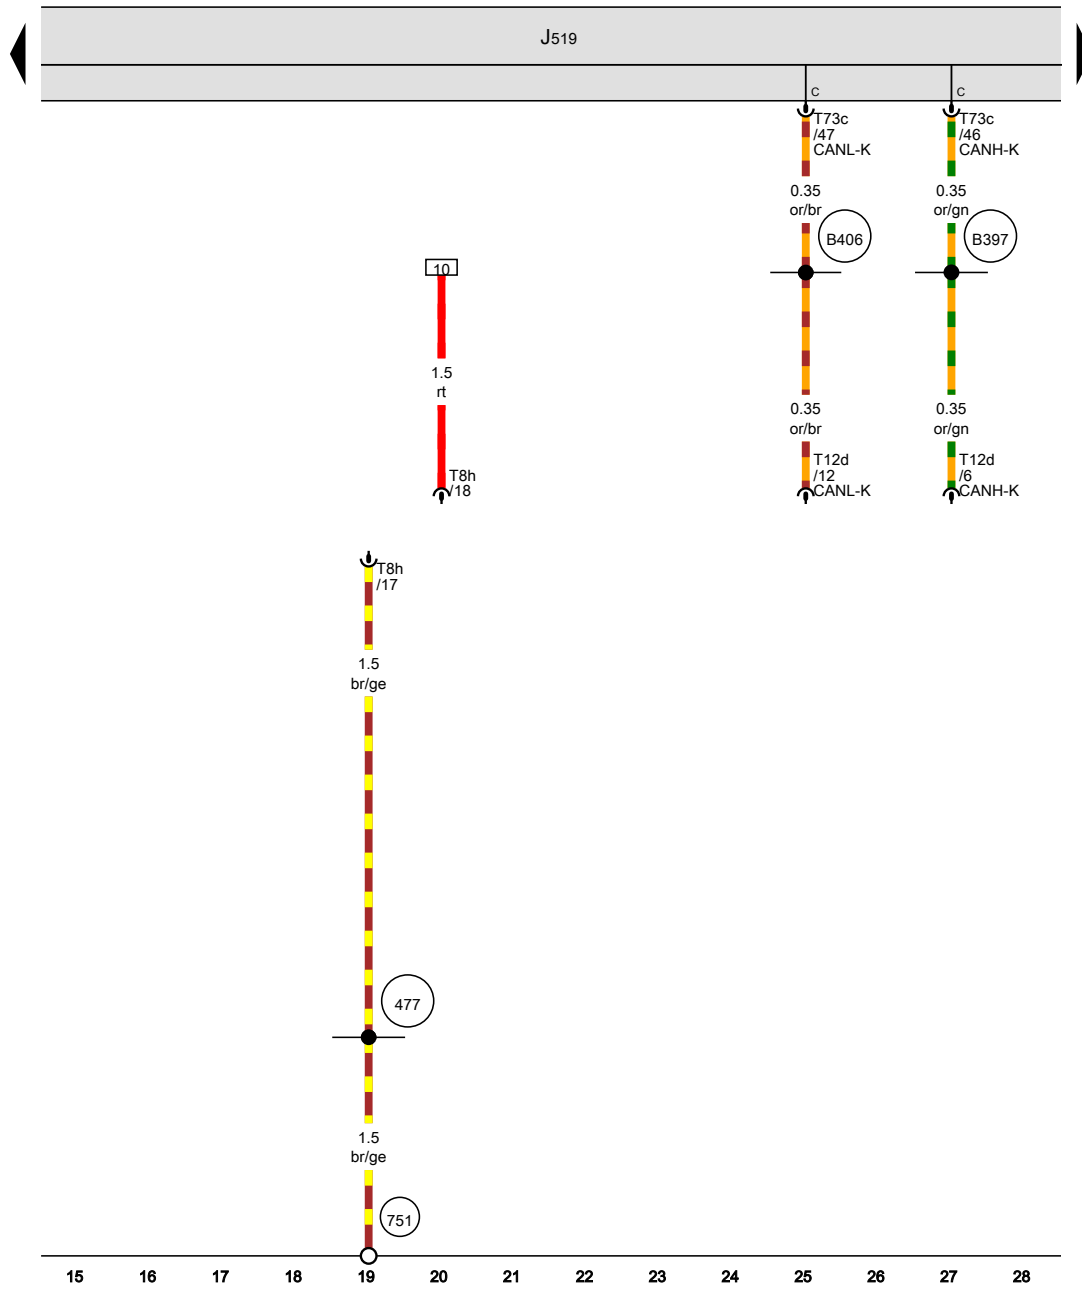 J519
C
C
T73c
/47
CANL-K
T73c
/46
CANH-K
0.35
or/br
0.35
or/gn
B406
B397
10
1.5
rt
0.35
or/br
0.35
or/gn
T8h
/18
T12d
/12
CANL-K
T12d
/6
CANH-K
T8h
/17
1.5
br/ge
477
1.5
br/ge
751
15 16 17 18 19 20 21 22 23 24 25 26 27 28